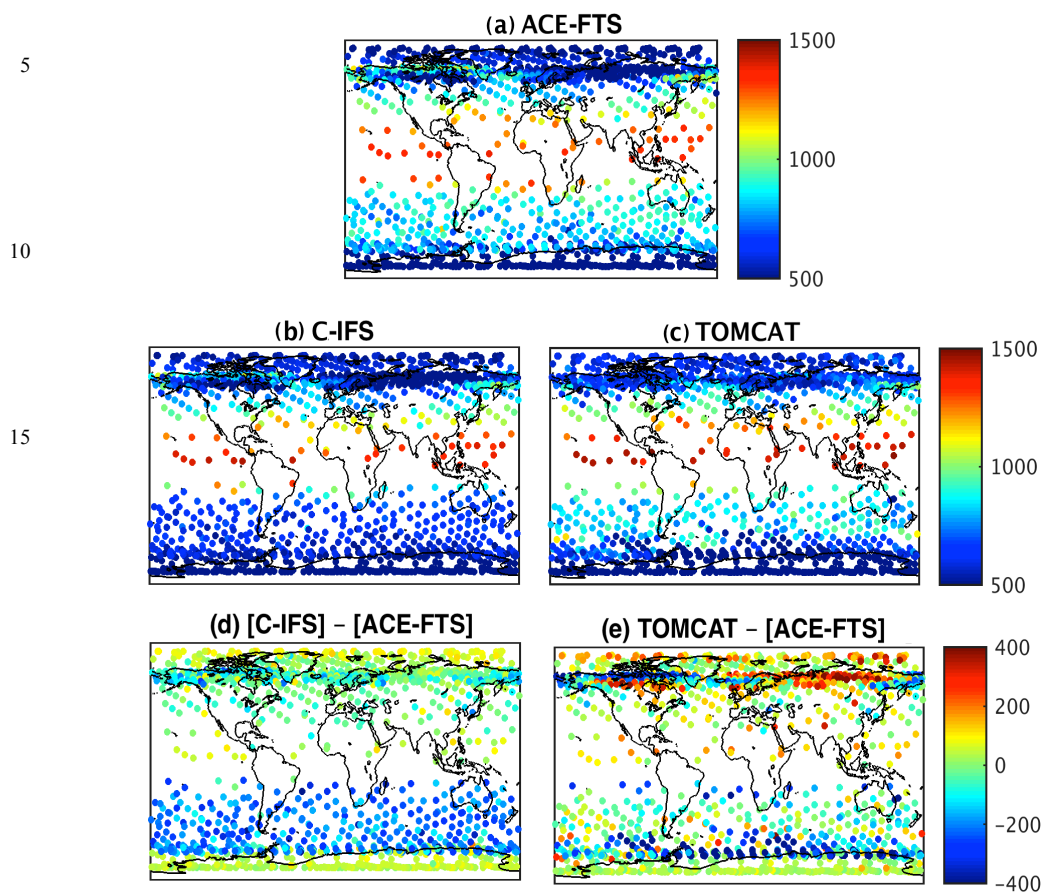 (a) ACE-FTS
5
1500
1000
10
500
(b) C-IFS
(c) TOMCAT
1500
15
1000
500
(d) [C-IFS] – [ACE-FTS]
(e) TOMCAT – [ACE-FTS]
400
200
0
-200
-400